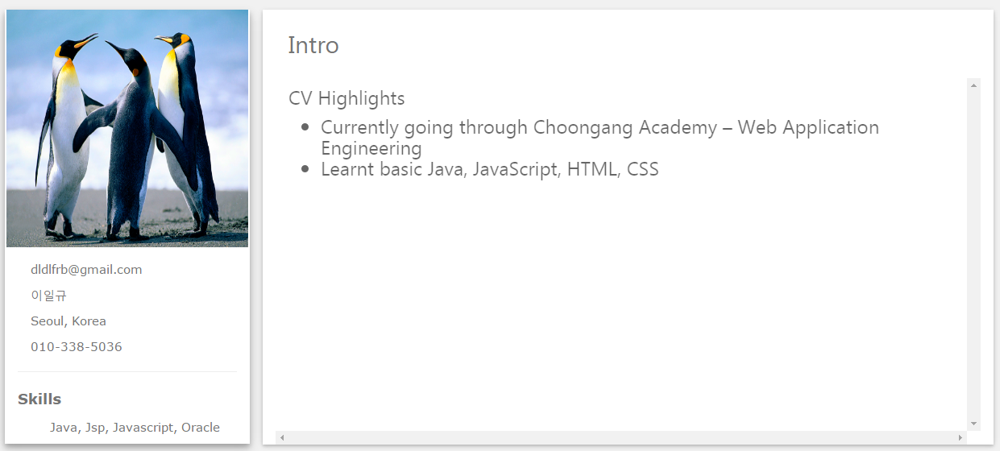 dldlfrb@gmail.com
이일규
Seoul, Korea
010-338-5036
Skills
Java, Jsp, Javascript, Oracle
Intro
CV Highlights
Currently going through Choongang Academy – Web Application
Engineering
Learnt basic Java, JavaScript, HTML, CSS